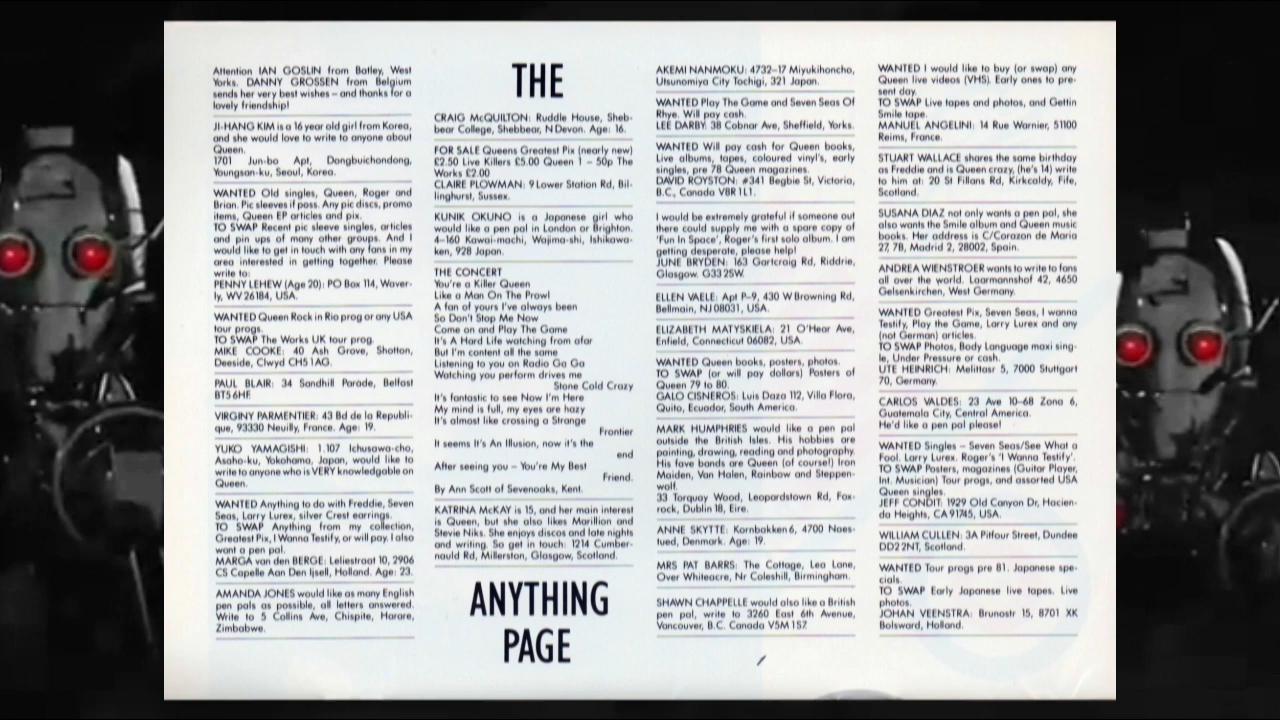 Attention IAN GOSLIN from Batley, West
Yorks. DANNY GROSSEN from Belgium
sends her very best wishes – and thanks for a
lovely friendship!
JI-HANG KIM is a 16 year old girl from Korea,
and she would love to write to anyone about
Queen.
1701 Jun-bo Apt, Dongbuichondong,
Youngsan-ku, Seoul, Korea.
WANTED Old singles, Queen, Roger and
Brian. Pic sleeves if poss. Any pic discs, promo
items, Queen EP articles and pix.
TO SWAP Recent pic sleeve singles, articles
and pin ups of many other groups. And I
would like to get in touch with any fans in my
area interested in getting together. Please
write to:
PENNY LEHEW (Age 20): PO Box 114, Waver-
ly, WV 26184, USA.
WANTED Queen Rock in Rio prog or any USA
tour progs.
TO SWAP The Works UK tour prog.
MIKE COOKE: 40 Ash Grove, Shotton,
Deeside, Clwyd CH5 1AG.
PAUL BLAIR: 34 Sandhill Parade, Belfast
BT5 6HF.
VIRGINY PARMENTIER: 43 Bd de la Republi-
que, 93330 Neuilly, France. Age: 19.
YUKO YAMAGISHI: 1.107 Ichusawa-cho,
Asaho-ku, Yokohama, Japan, would like to
write to anyone who is VERY knowledgable on
Queen.
WANTED Anything to do with Freddie, Seven
Seas, Larry Lurex, silver Crest earrings.
TO SWAP Anything from my collection,
Greatest Pix, I Wanna Testify, or will pay. I also
want a pen pal.
MARGA van den BERGE: Leliestraat 10, 2906
CS Capelle Aan Den Ijsell, Holland. Age: 23.
AMANDA JONES would like as many English
pen pals as possible, all letters answered.
Write to 5 Collins Ave, Chispite, Harare,
Zimbabwe.
THE
CRAIG McQUILTON: Ruddle House, Sheb-
bear College, Shebbear, N Devon. Age: 16.
FOR SALE Queens Greatest Pix (nearly new)
£2.50 Live Killers £5.00 Queen 1 – 50p The
Works £2.00
CLAIRE PLOWMAN: 9 Lower Station Rd, Bil-
linghurst, Sussex.
KUNIK OKUNO is a Japanese girl who
would like a pen pal in London or Brighton.
4–160 Kawai-machi, Wajima-shi, Ishikawa-
ken, 928 Japan.
THE CONCERT
You're a Killer Queen
Like a Man On The Prowl
A fan of yours I've always been
So Don't Stop Me Now
Come on and Play The Game
It's A Hard Life watching from afar
But I'm content all the same
Listening to you on Radio Ga Ga
Watching you perform drives me
Stone Cold Crazy
It's fantastic to see Now I'm Here
My mind is full, my eyes are hazy
It's almost like crossing a Strange
Frontier
It seems It's An Illusion, now it's the
end
After seeing you – You're My Best
Friend.
By Ann Scott of Sevenoaks, Kent.
KATRINA McKAY is 15, and her main interest
is Queen, but she also likes Marillion and
Stevie Niks. She enjoys discos and late nights
and writing. So get in touch: 1214 Cumber-
nauld Rd, Millerston, Glasgow, Scotland.
ANYTHING
PAGE
AKEMI NANMOKU: 4732–17 Miyukihoncho,
Utsunomiya City Tochigi, 321 Japan.
WANTED Play The Game and Seven Seas Of
Rhye. Will pay cash.
LEE DARBY: 38 Cobnar Ave, Sheffield, Yorks.
WANTED Will pay cash for Queen books,
Live albums, tapes, coloured vinyl's, early
singles, pre 78 Queen magazines.
DAVID ROYSTON: #341 Begbie St, Victoria,
B.C., Canada V8R 1L1.
I would be extremely grateful if someone out
there could supply me with a spare copy of
'Fun In Space', Roger's first solo album. I am
getting desperate, please help!
JUNE BRYDEN: 163 Gartcraig Rd, Riddrie,
Glasgow. G33 2SW.
ELLEN VAELE: Apt P–9, 430 W Browning Rd,
Bellmain, NJ 08031, USA.
ELIZABETH MATYSKIELA: 21 O'Hear Ave,
Enfield, Connecticut 06082, USA.
WANTED Queen books, posters, photos.
TO SWAP (or will pay dollars) Posters of
Queen 79 to 80.
GALO CISNEROS: Luis Daza 112, Villa Flora,
Quito, Ecuador, South America.
MARK HUMPHRIES would like a pen pal
outside the British Isles. His hobbies are
painting, drawing, reading and photography.
His fave bands are Queen (of course!) Iron
Maiden, Van Halen, Rainbow and Steppen-
wolf.
33 Torquay Wood, Leopardstown Rd, Fox-
rock, Dublin 18, Eire.
ANNE SKYTTE: Kornbakken 6, 4700 Naes-
tued, Denmark. Age: 19.
MRS PAT BARRS: The Cottage, Lea Lane,
Over Whiteacre, Nr Coleshill, Birmingham.
SHAWN CHAPPELLE would also like a British
pen pal, write to 3260 East 6th Avenue,
Vancouver, B.C. Canada V5M 1S7.
WANTED I would like to buy (or swap) any
Queen live videos (VHS). Early ones to pre-
sent day.
TO SWAP Live tapes and photos, and Gettin
Smile tape.
MANUEL ANGELINI: 14 Rue Warnier, 51100
Reims, France.
STUART WALLACE shares the same birthday
as Freddie and is Queen crazy, (he's 14) write
to him at: 20 St Fillans Rd, Kirkcaldy, Fife,
Scotland.
SUSANA DIAZ not only wants a pen pal, she
also wants the Smile album and Queen music
books. Her address is C/Corazon de Maria
27, 7B, Madrid 2, 28002, Spain.
ANDREA WIENSTROER wants to write to fans
all over the world. Laarmannshof 42, 4650
Gelsenkirchen, West Germany.
WANTED Greatest Pix, Seven Seas, I wanna
Testify, Play the Game, Larry Lurex and any
(not German) articles.
TO SWAP Photos, Body Language maxi sing-
le, Under Pressure or cash.
UTE HEINRICH: Melittasr 5, 7000 Stuttgart
70, Germany.
CARLOS VALDES: 23 Ave 10–68 Zona 6,
Guatemala City, Central America.
He'd like a pen pal please!
WANTED Singles – Seven Seas/See What a
Fool. Larry Lurex. Roger's 'I Wanna Testify'.
TO SWAP Posters, magazines (Guitar Player,
Int. Musician) Tour progs, and assorted USA
Queen singles.
JEFF CONDIT: 1929 Old Canyon Dr, Hacien-
da Heights, CA 91745, USA.
WILLIAM CULLEN: 3A Pitfour Street, Dundee
DD2 2NT, Scotland.
WANTED Tour progs pre 81. Japanese spe-
cials.
TO SWAP Early Japanese live tapes. Live
photos.
JOHAN VEENSTRA: Brunostr 15, 8701 XK
Bolsward, Holland.